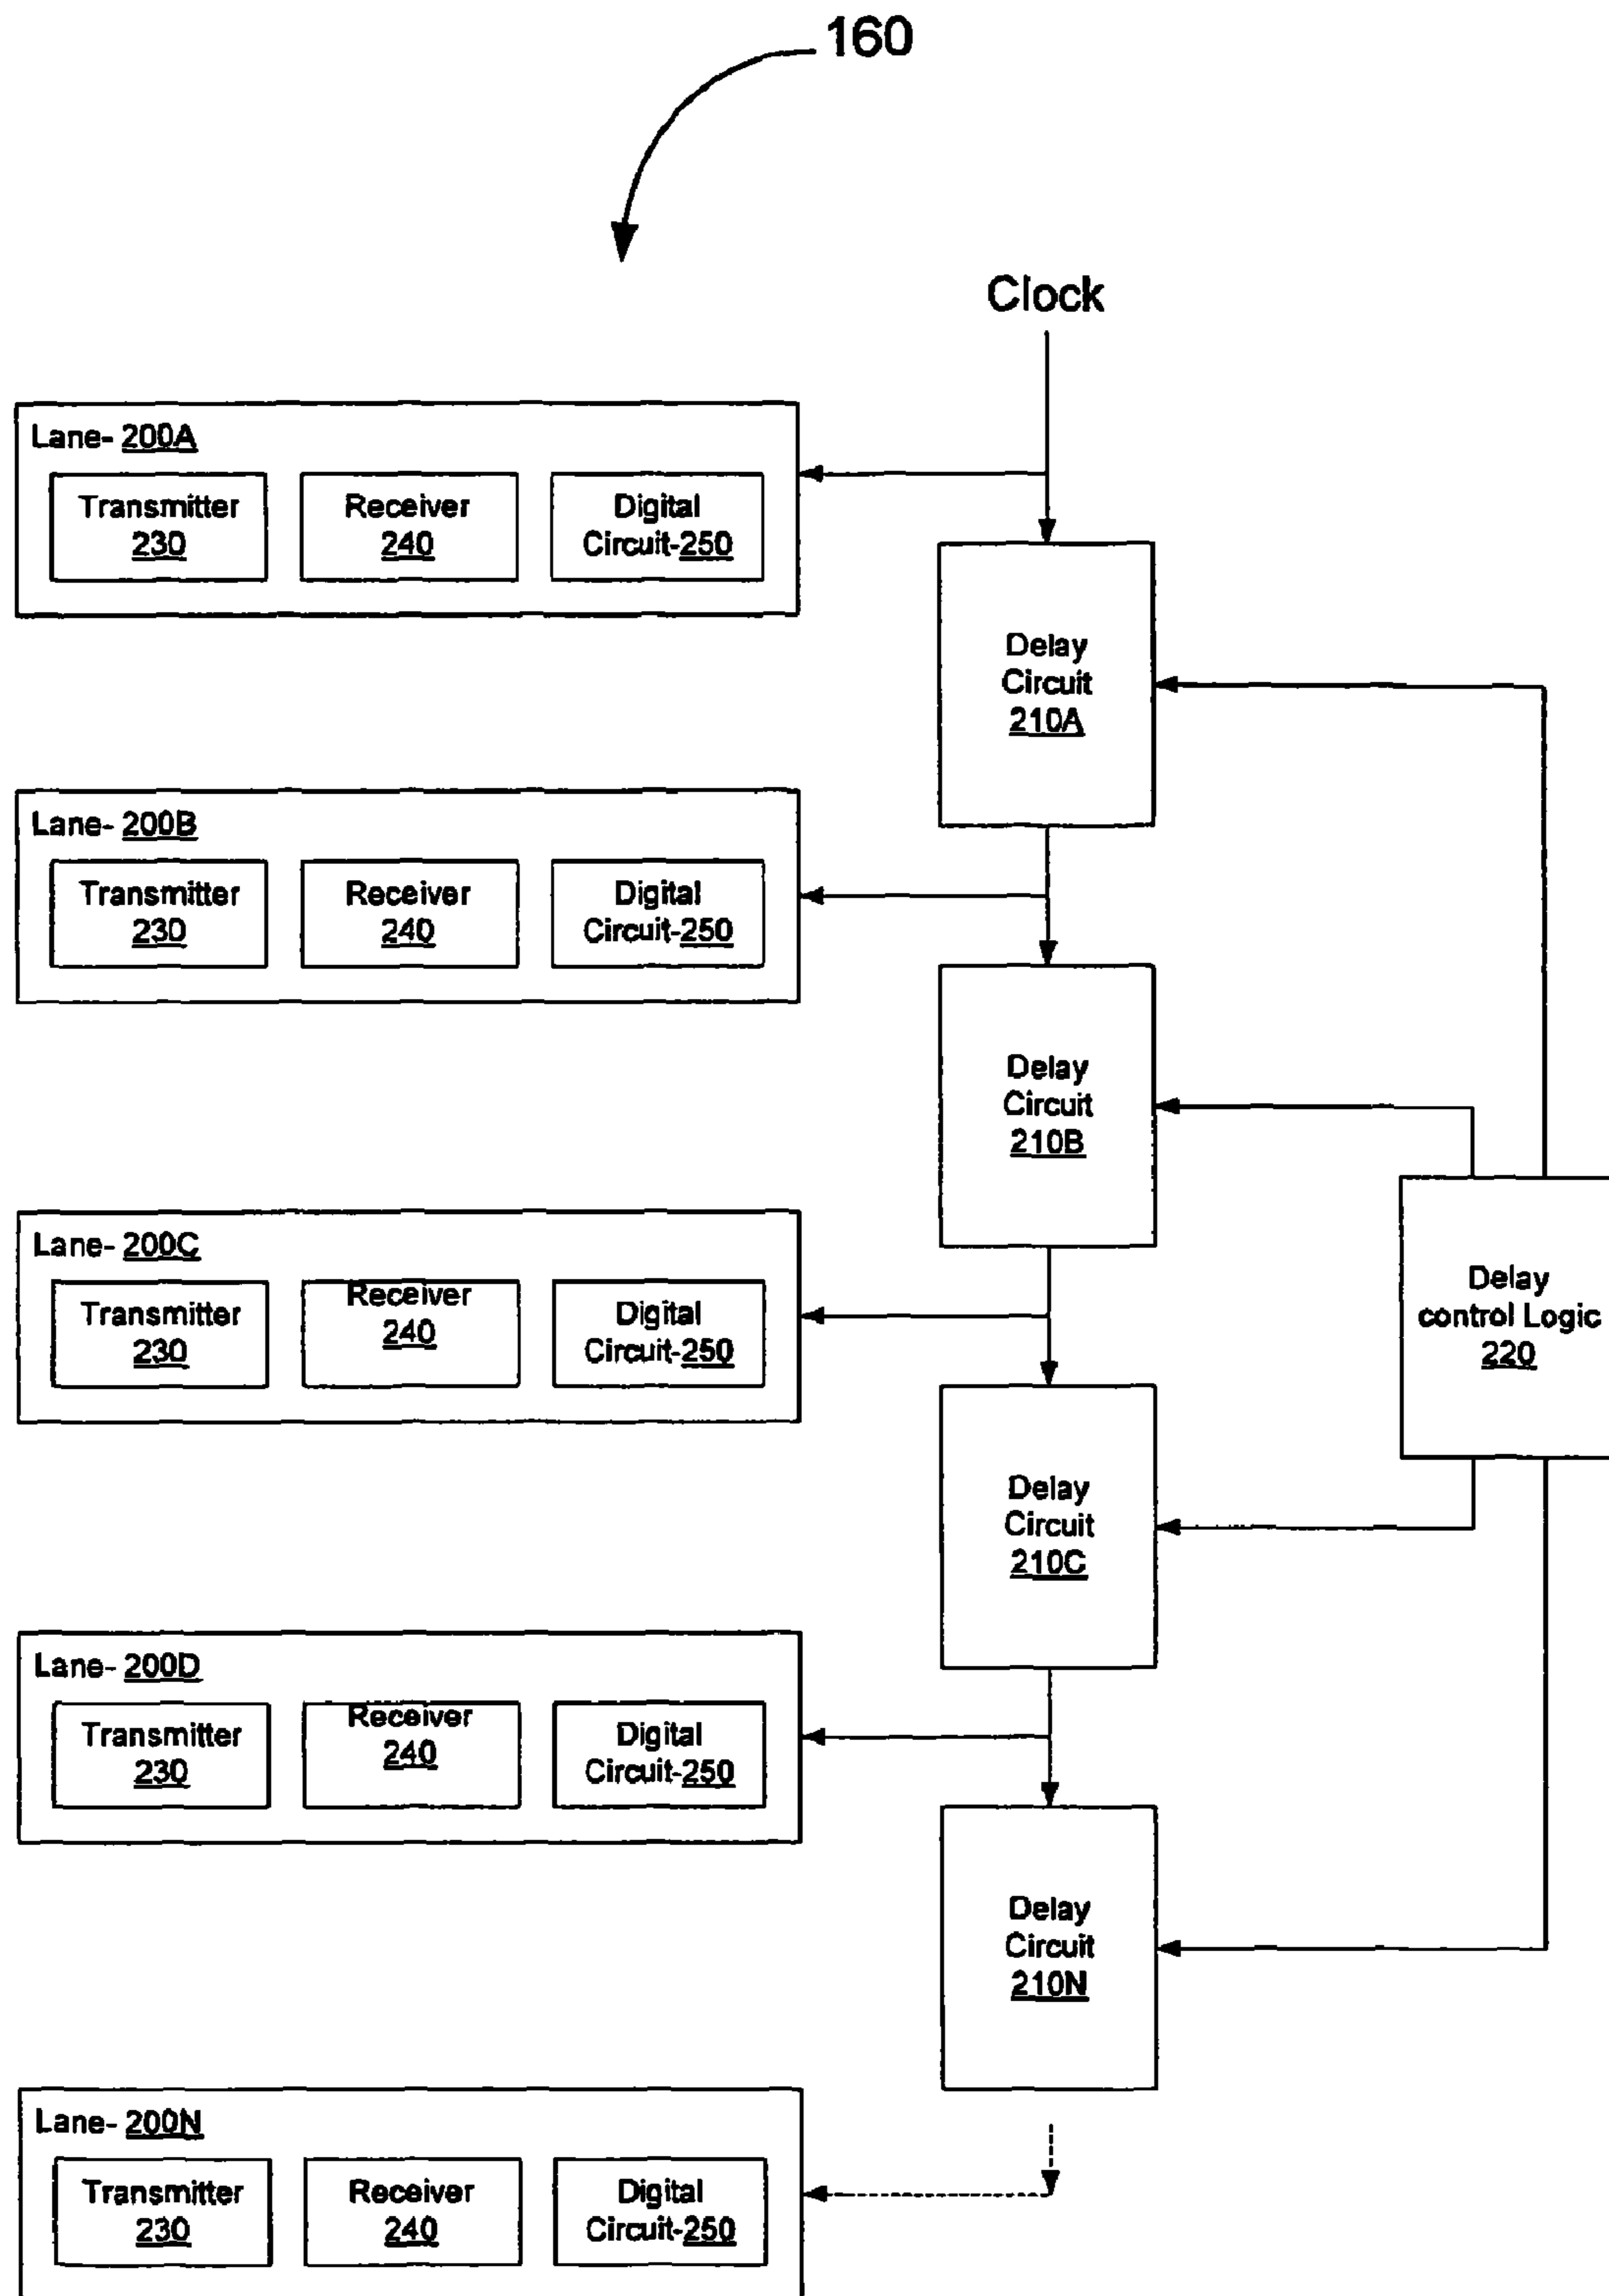 160
Clock
Lane- 200A
Transmitter
230
Receiver
240
Digital
Circuit-250
Delay
Circuit
210A
Lane- 200B
Transmitter
230
Receiver
240
Digital
Circuit-250
Delay
Circuit
210B
Lane- 200C
Transmitter
230
Receiver
240
Digital
Circuit-250
Delay
control Logic
220
Delay
Circuit
210C
Lane- 200D
Transmitter
230
Receiver
240
Digital
Circuit-250
Delay
Circuit
210N
Lane- 200N
Transmitter
230
Receiver
240
Digital
Circuit-250